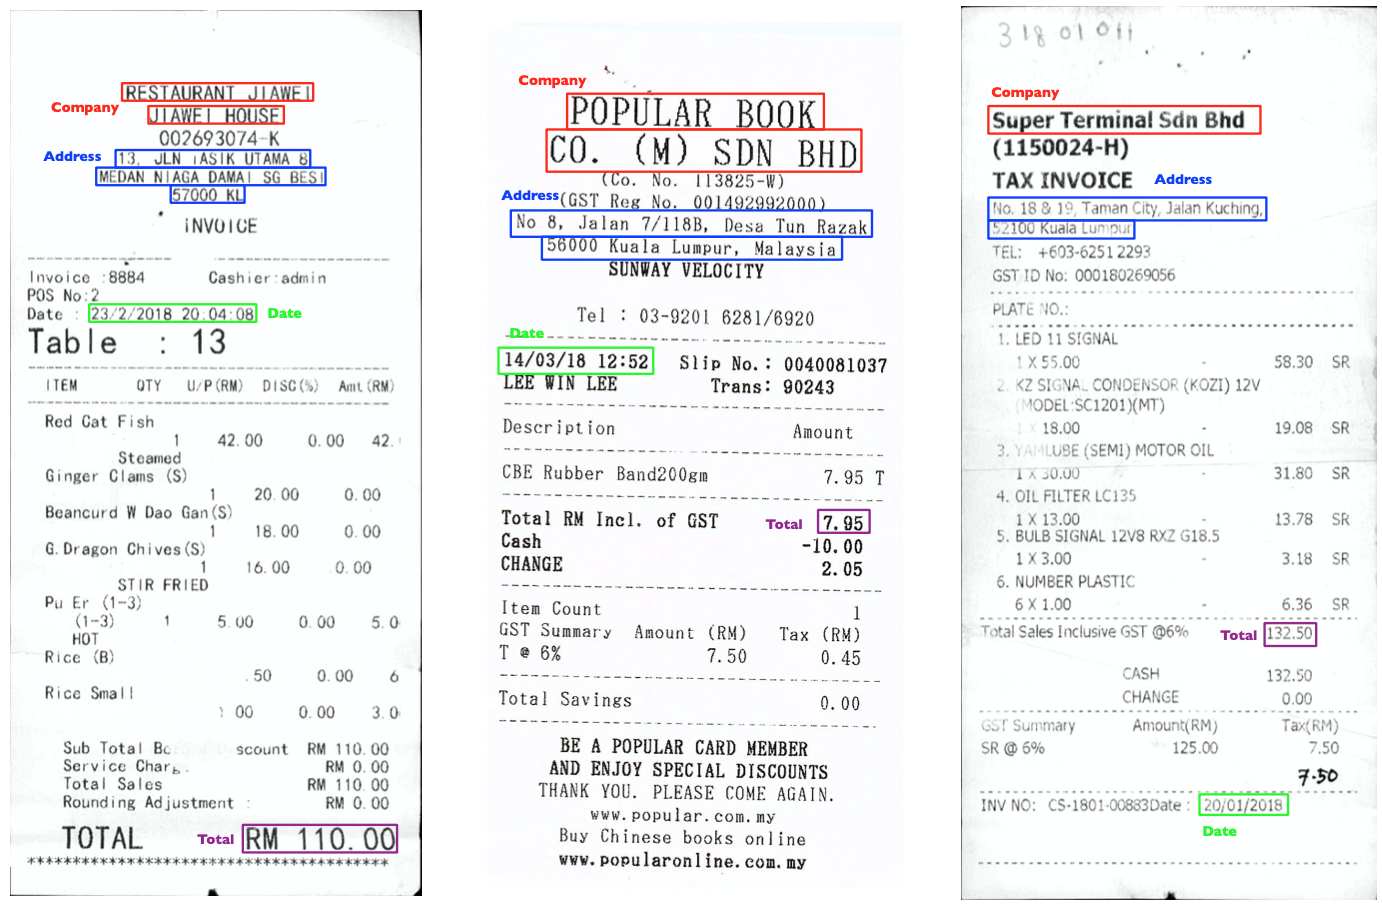 RESTAURANT JIAWEI
Company
JIAWEI HOUSE
002693074-K
Address
13, JLN TASIK UTAMA 8
MEDAN NIAGA DAMAI SG BESI
57000 KL
INVOICE
Invoice :8884 Cashier:admin
POS No:2
Date : 23/2/2018 20:04:08 Date
Table : 13
ITEM QTY U/P(RM) DISC(%) Amt(RM)
Red Cat Fish
1 42.00 0.00 42.
Steamed
Ginger Clams (S)
1 20.00 0.00
Beancurd W Dao Gan(S)
1 18.00 0.00
G.Dragon Chives(S)
1 16.00 0.00
STIR FRIED
Pu Er (1-3)
(1-3) 1 5.00 0.00 5.0
HOT
Rice (B)
.50 0.00 6
Rice Small
00 0.00 3.0
Sub Total scount RM 110.00
Service Charg RM 0.00
Total Sales RM 110.00
Rounding Adjustment : RM 0.00
TOTAL Total RM 110.00
****************************************
Company
POPULAR BOOK
CO. (M) SDN BHD
(Co. No. 113825-W)
Address (GST Reg No. 001492992000)
No 8, Jalan 7/118B, Desa Tun Razak
56000 Kuala Lumpur, Malaysia
SUNWAY VELOCITY
Tel : 03-9201 6281/6920
Date
14/03/18 12:52 Slip No.: 0040081037
LEE WIN LEE Trans: 90243
Description Amount
CBE Rubber Band200gm 7.95 T
Total RM Incl. of GST Total 7.95
Cash -10.00
CHANGE 2.05
Item Count 1
GST Summary Amount (RM) Tax (RM)
T @ 6% 7.50 0.45
Total Savings 0.00
BE A POPULAR CARD MEMBER
AND ENJOY SPECIAL DISCOUNTS
THANK YOU. PLEASE COME AGAIN.
www.popular.com.my
Buy Chinese books online
www.popularonline.com.my
318 01 011
Company
Super Terminal Sdn Bhd
(1150024-H)
TAX INVOICE Address
No. 18 & 19, Taman City, Jalan Kuching,
52100 Kuala Lumpur
TEL: +603-6251 2293
GST ID No: 000180269056
PLATE NO.:
1. LED 11 SIGNAL
1 X 55.00 - 58.30 SR
2. KZ SIGNAL CONDENSOR (KOZI) 12V
(MODEL:SC1201)(MT)
1 X 18.00 - 19.08 SR
3. YAMLUBE (SEMI) MOTOR OIL
1 X 30.00 - 31.80 SR
4. OIL FILTER LC135
1 X 13.00 - 13.78 SR
5. BULB SIGNAL 12V8 RXZ G18.5
1 X 3.00 - 3.18 SR
6. NUMBER PLASTIC
6 X 1.00 - 6.36 SR
Total Sales Inclusive GST @6% Total 132.50
CASH 132.50
CHANGE 0.00
GST Summary Amount(RM) Tax(RM)
SR @ 6% 125.00 7.50
7.50
INV NO: CS-1801-00883Date : 20/01/2018
Date